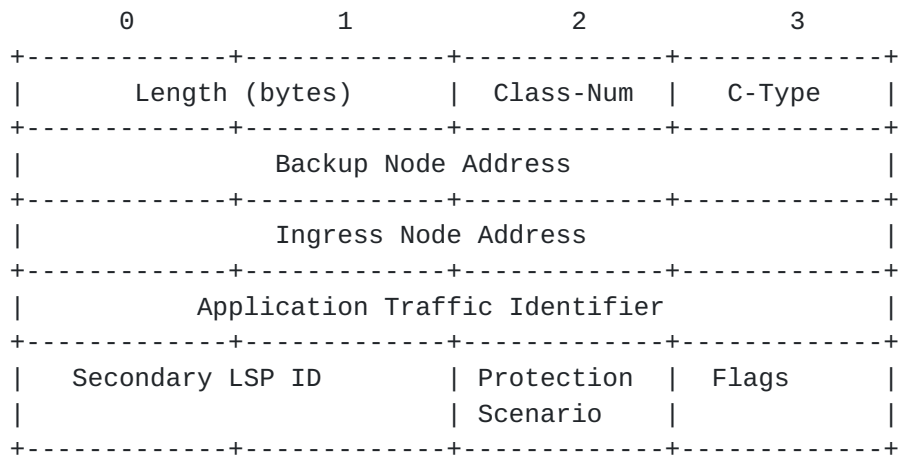 0             1              2             3
+-------------+-------------+-------------+-------------+
|       Length (bytes)      |  Class-Num  |   C-Type    |
+-------------+-------------+-------------+-------------+
|                Backup Node Address                    |
+-------------+-------------+-------------+-------------+
|                Ingress Node Address                   |
+-------------+-------------+-------------+-------------+
|           Application Traffic Identifier              |
+-------------+-------------+-------------+-------------+
|   Secondary LSP ID        | Protection  |  Flags      |
|                           | Scenario    |             |
+-------------+-------------+-------------+-------------+